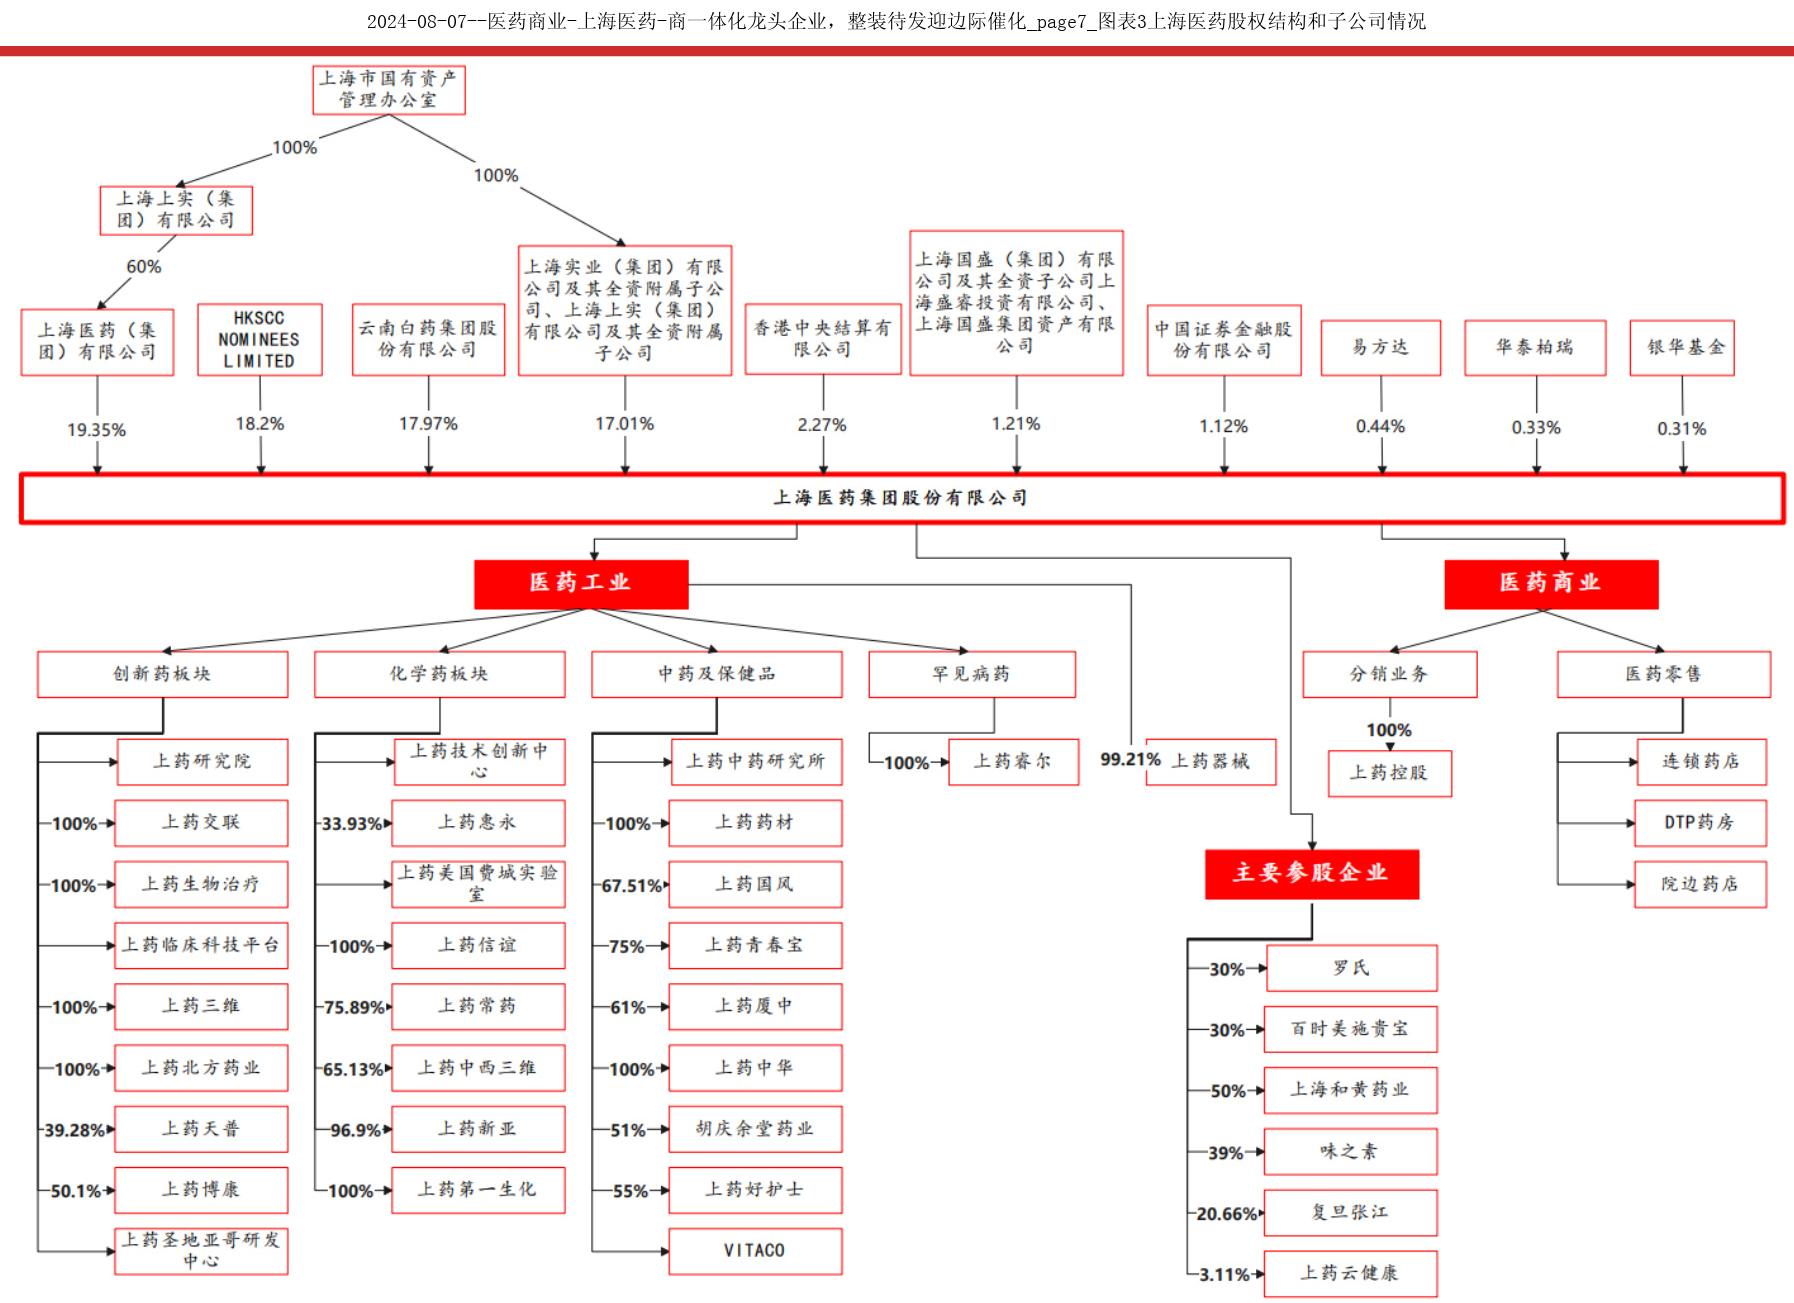 2024-08-07--医药商业-上海医药-商一体化龙头企业，整装待发迎边际催化_page7_图表3上海医药股权结构和子公司情况
上海市国有资产
管理办公室
100%
100%
上海上实（集
团）有限公司
60%
上海医药（集
团）有限公司
HKSCC
NOMINEES
LIMITED
云南白药集团股
份有限公司
上海实业（集团）有限
公司及其全资附属子公
司、上海上实（集团）
有限公司及其全资附属
子公司
香港中央结算有
限公司
上海国盛（集团）有限
公司及其全资子公司上
海盛睿投资有限公司、
上海国盛集团资产有限
公司
中国证券金融股
份有限公司
易方达
华泰柏瑞
银华基金
19.35%
18.2%
17.97%
17.01%
2.27%
1.21%
1.12%
0.44%
0.33%
0.31%
上海医药集团股份有限公司
医药工业
医药商业
创新药板块
化学药板块
中药及保健品
罕见病药
分销业务
医药零售
上药研究院
100%
上药交联
100%
上药生物治疗
上药临床科技平台
100%
上药三维
100%
上药北方药业
39.28%
上药天普
50.1%
上药博康
上药圣地亚哥研发
中心
上药技术创新中
心
33.93%
上药惠永
上药美国费城实验
室
100%
上药信谊
75.89%
上药常药
65.13%
上药中西三维
96.9%
上药新亚
100%
上药第一生化
上药中药研究所
100%
上药药材
67.51%
上药国风
75%
上药青春宝
61%
上药厦中
100%
上药中华
51%
胡庆余堂药业
55%
上药好护士
VITACO
100%
上药睿尔
99.21%
上药器械
100%
上药控股
连锁药店
DTP药房
院边药店
主要参股企业
30%
罗氏
30%
百时美施贵宝
50%
上海和黄药业
39%
味之素
20.66%
复旦张江
3.11%
上药云健康